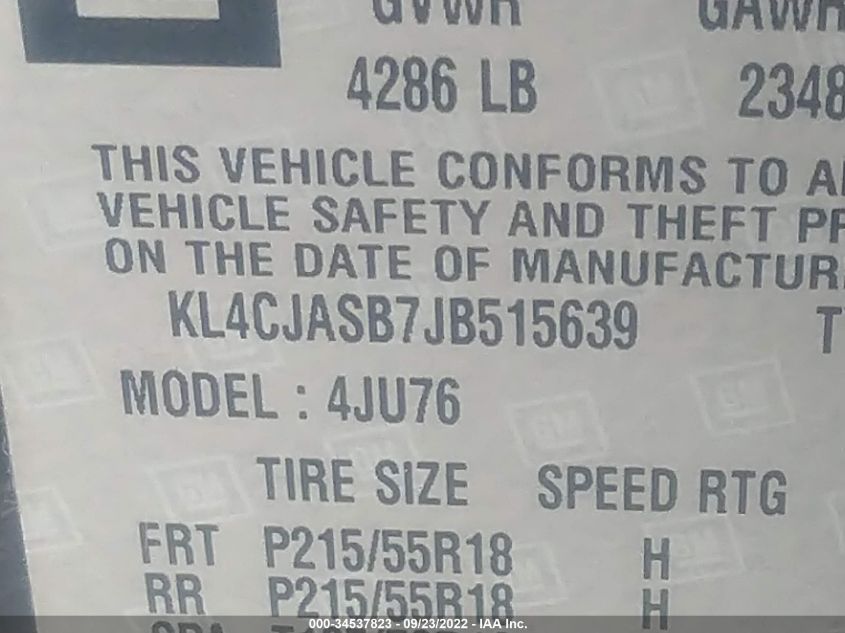 GVWR GAWR
4286 LB 2348
THIS VEHICLE CONFORMS TO
VEHICLE SAFETY AND THEFT
ON THE DATE OF
KL4CJASB7JB515639 T
MODEL : 4JU76
TIRE SIZE SPEED RTG
FRT P215/55R18 H
RR P215/55R18 H
000-34537823 - 09/23/2022 - IAA Inc.